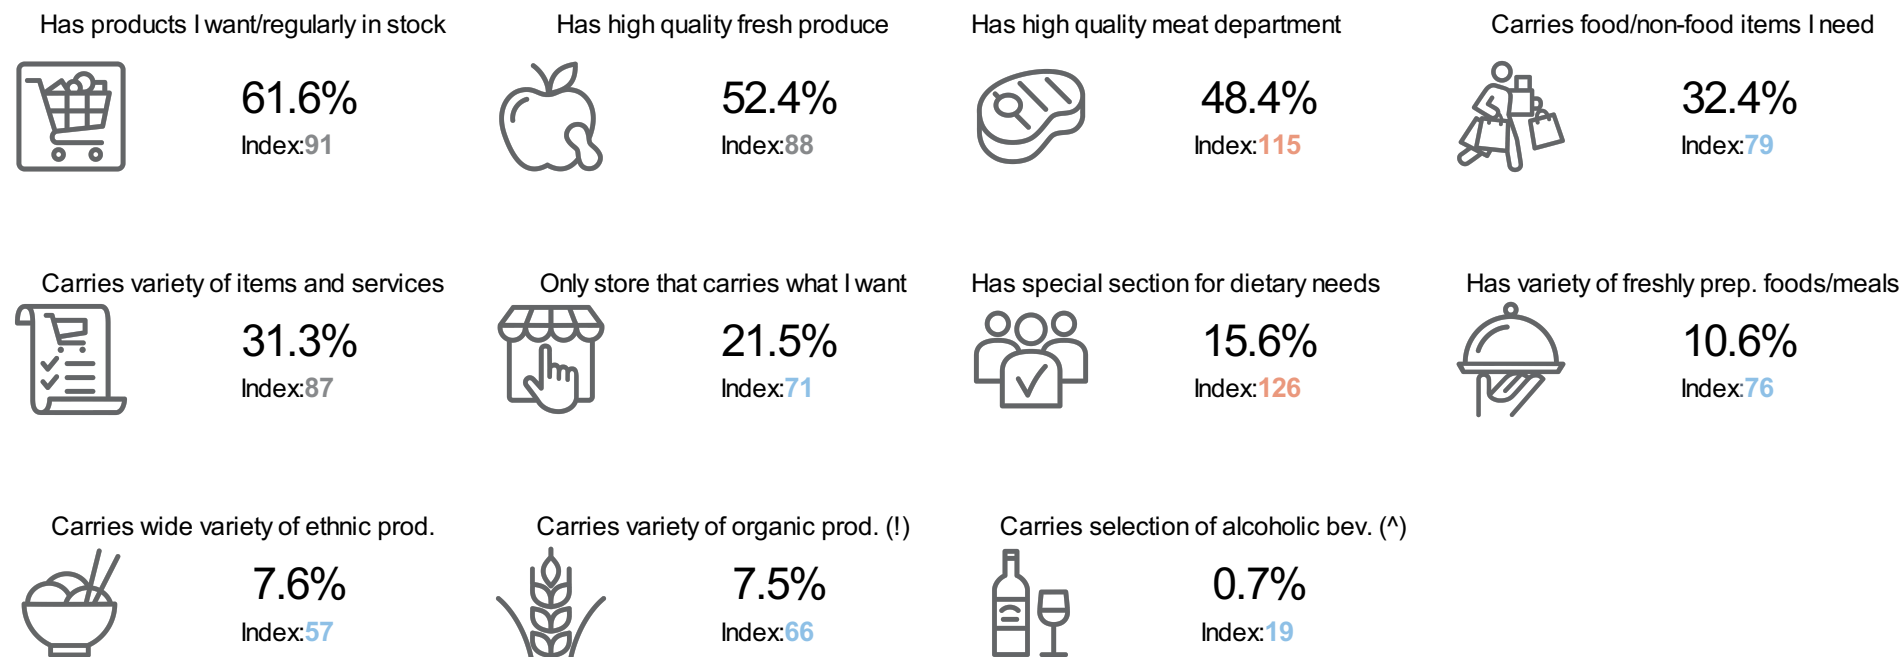 Has products I want/regularly in stock
61.6%
Index:91
Has high quality fresh produce
52.4%
Index:88
Has high quality meat department
48.4%
Index:115
Carries food/non-food items I need
32.4%
Index:79
Carries variety of items and services
31.3%
Index:87
Only store that carries what I want
21.5%
Index:71
Has special section for dietary needs
15.6%
Index:126
Has variety of freshly prep. foods/meals
10.6%
Index:76
Carries wide variety of ethnic prod.
7.6%
Index:57
Carries variety of organic prod. (!)
7.5%
Index:66
Carries selection of alcoholic bev. (^)
0.7%
Index:19